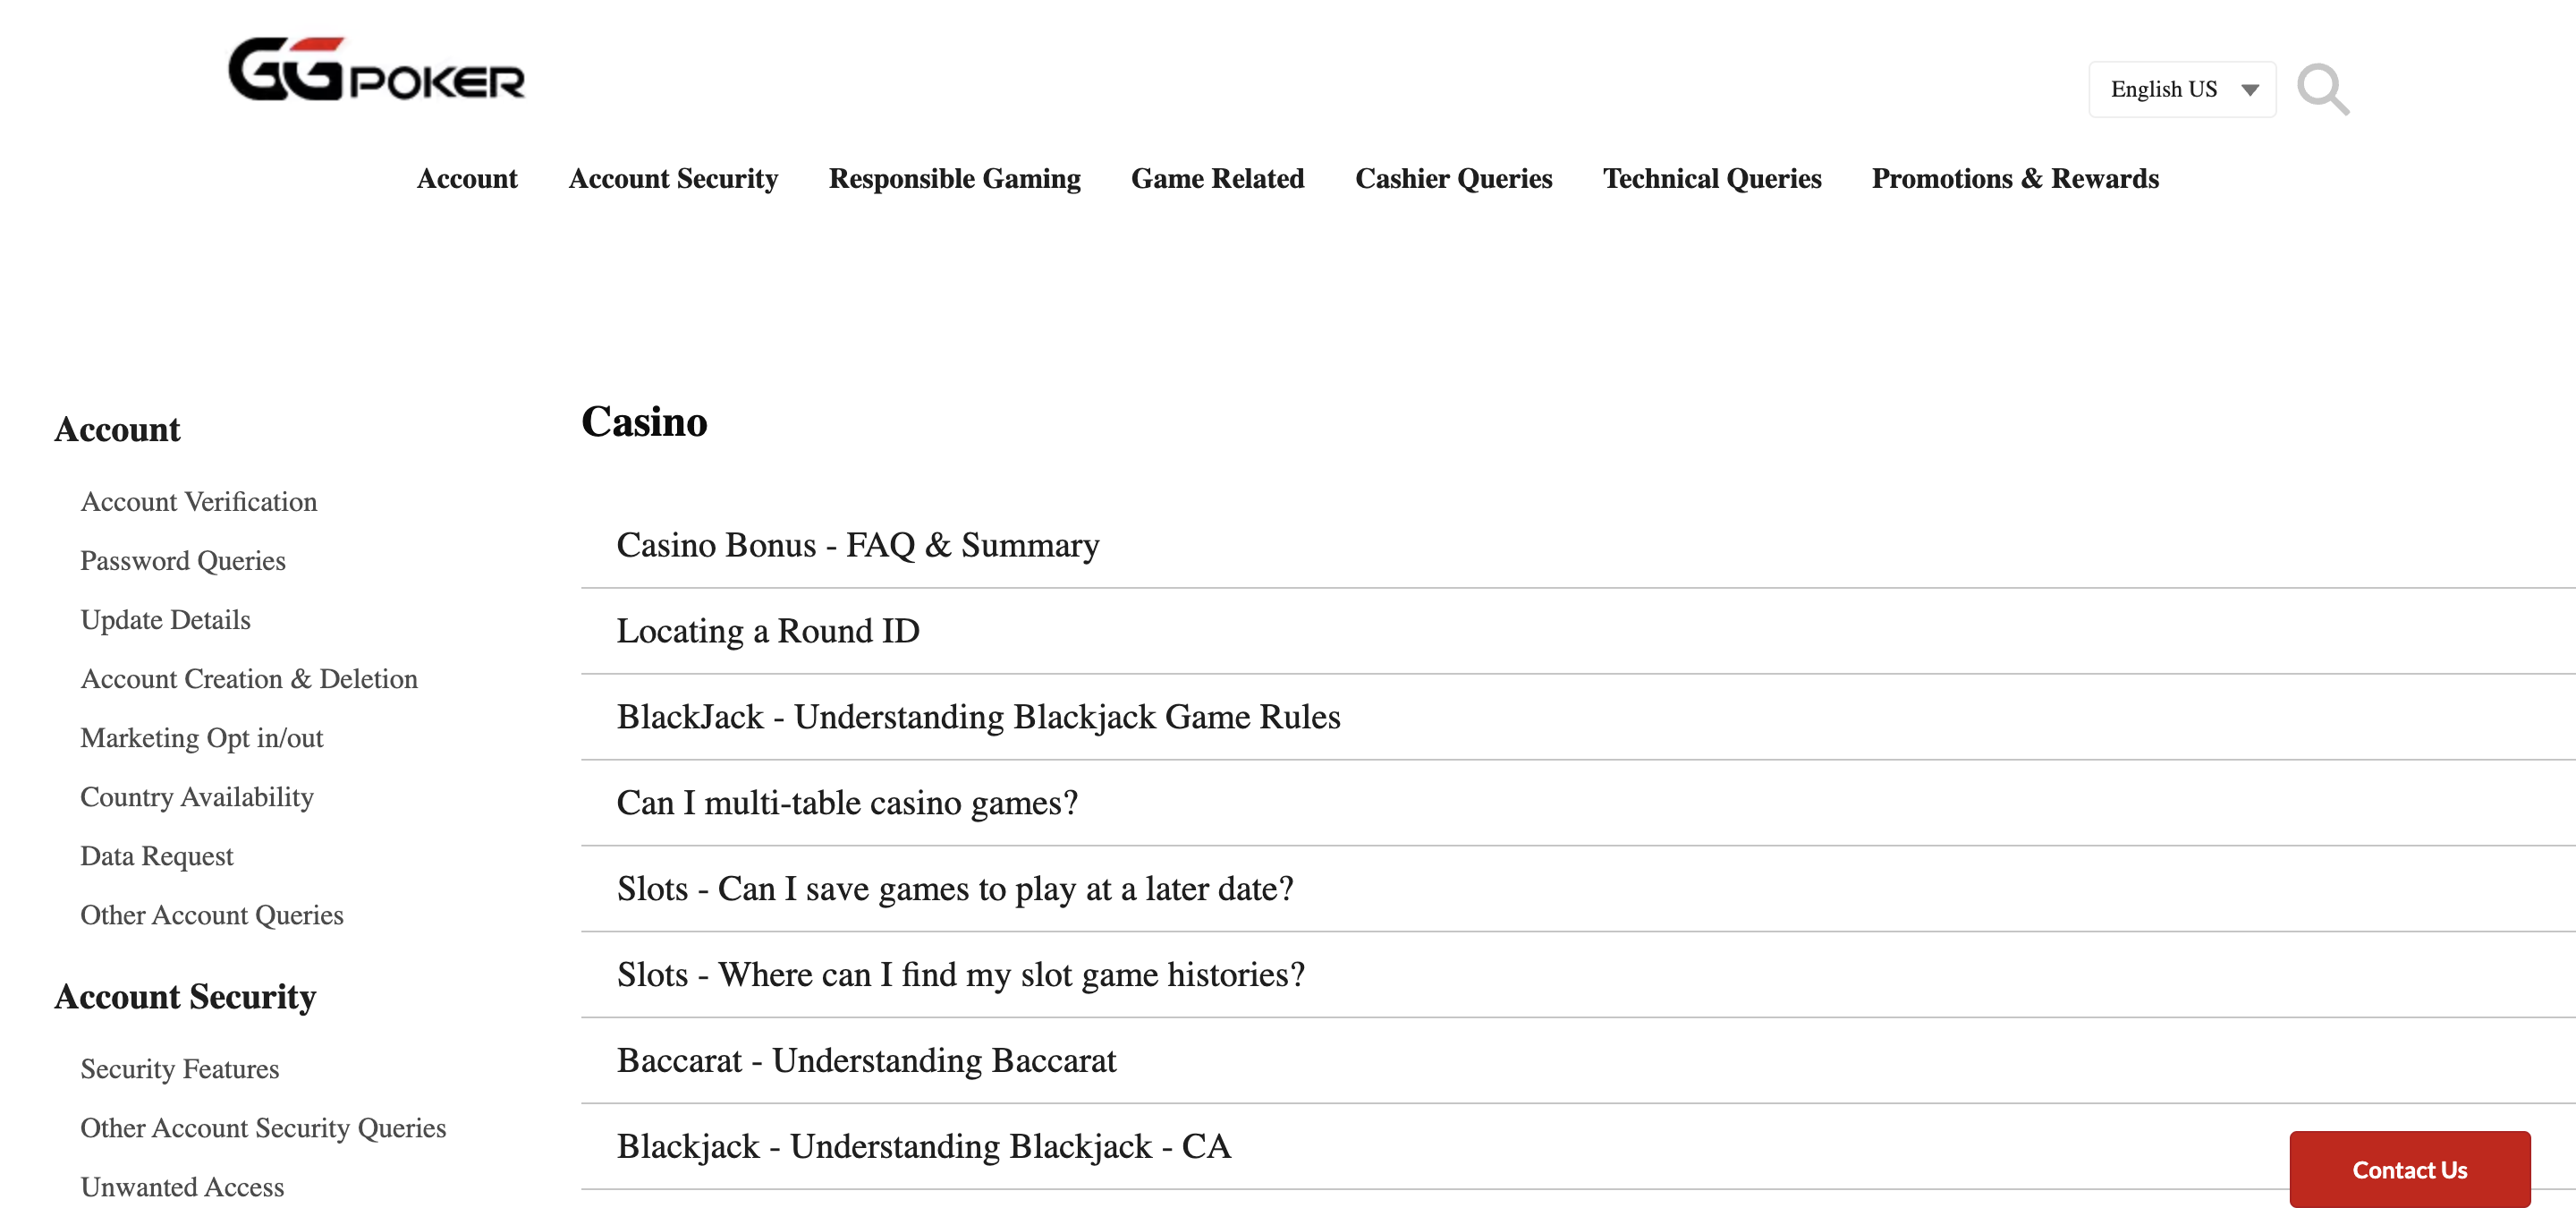 GGPOKER
English US
Account
Account Security
Responsible Gaming
Game Related
Cashier Queries
Technical Queries
Promotions & Rewards
Account
Account Verification
Password Queries
Update Details
Account Creation & Deletion
Marketing Opt in/out
Country Availability
Data Request
Other Account Queries
Account Security
Security Features
Other Account Security Queries
Unwanted Access
Casino
Casino Bonus - FAQ & Summary
Locating a Round ID
BlackJack - Understanding Blackjack Game Rules
Can I multi-table casino games?
Slots - Can I save games to play at a later date?
Slots - Where can I find my slot game histories?
Baccarat - Understanding Baccarat
Blackjack - Understanding Blackjack - CA
Contact Us